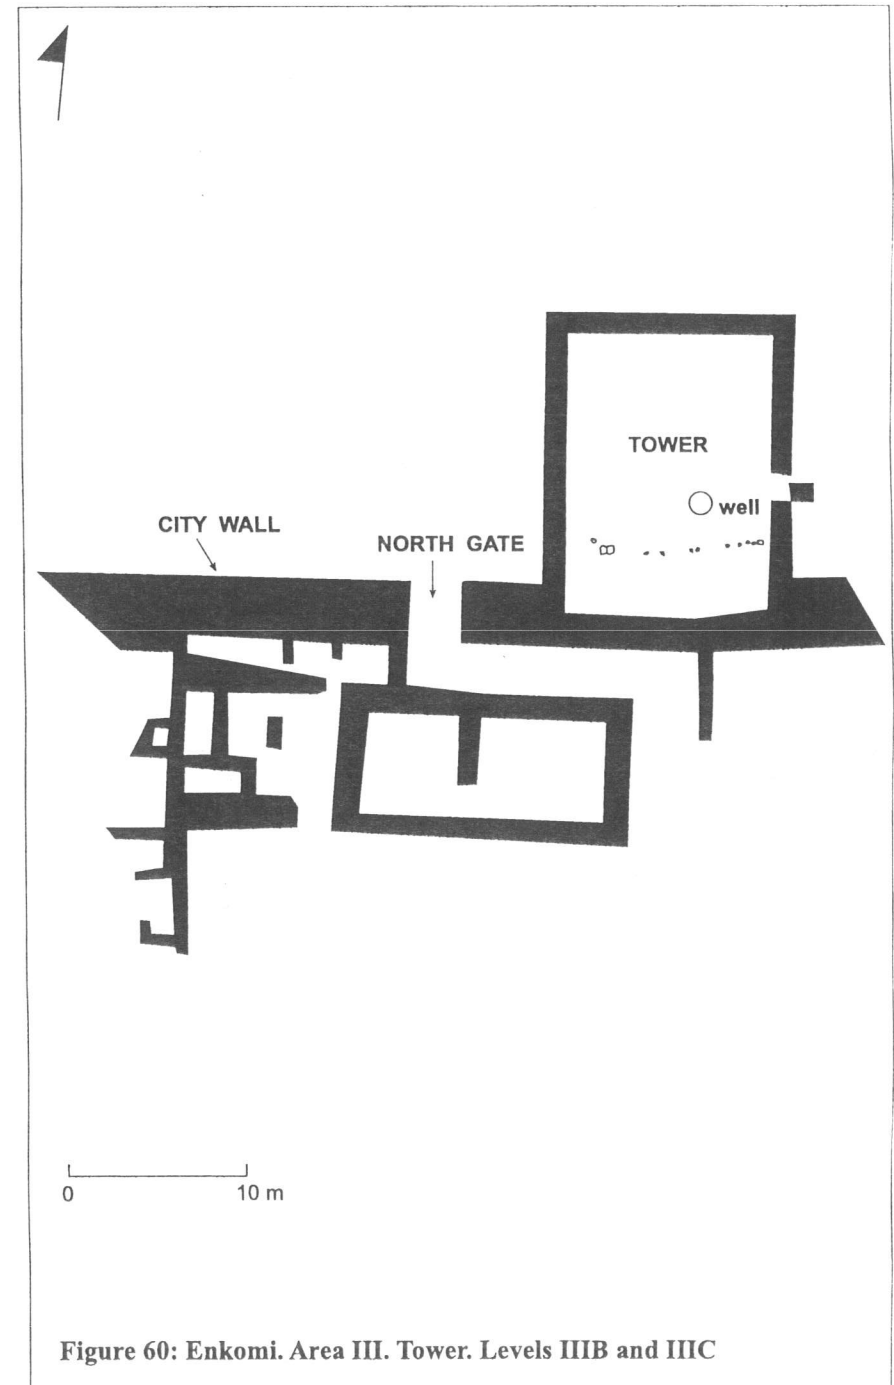 TOWER
well
CITY WALL
NORTH GATE
0 10 m
Figure 60: Enkomi. Area III. Tower. Levels IIIB and IIIC